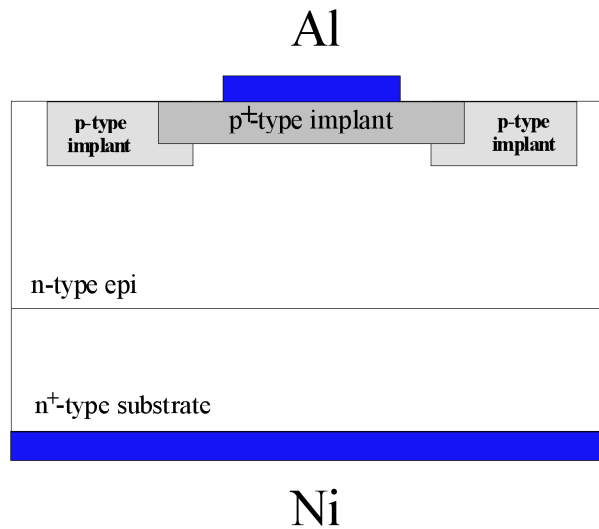 Al
p-type
implant
p+-type implant
p-type
implant
n-type epi
n+-type substrate
Ni